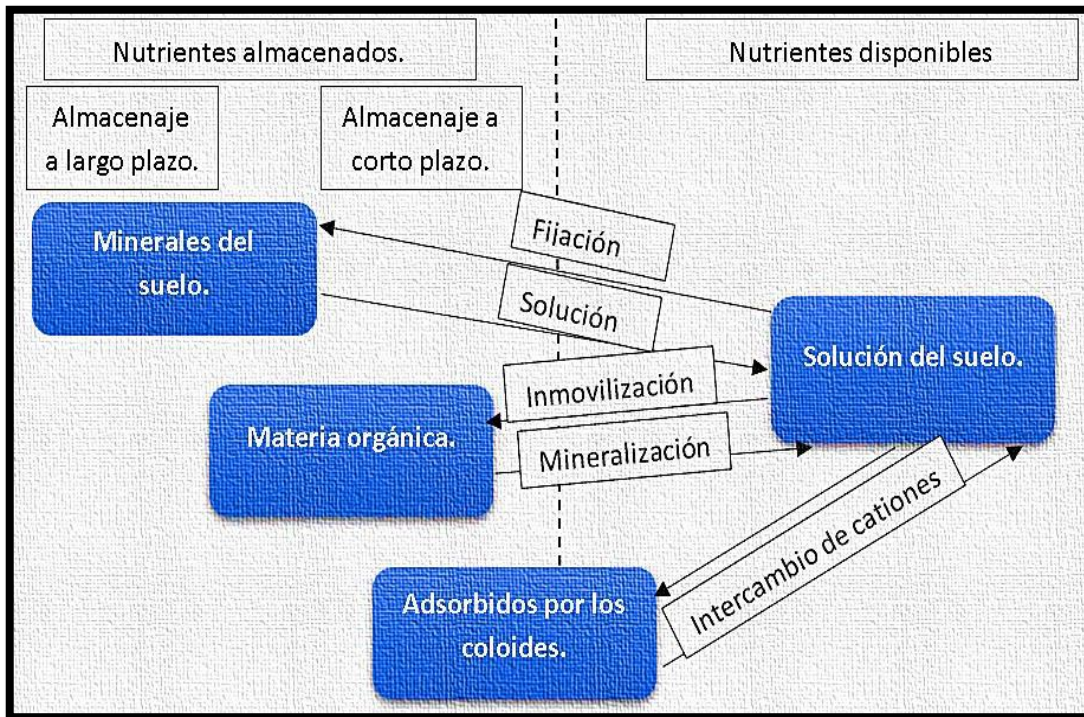 Nutrientes almacenados.
Nutrientes disponibles
Almacenaje
a largo plazo.
Almacenaje a
corto plazo.
Minerales del
suelo.
Fijación
Solución
Solución del suelo.
Inmovilización
Materia orgánica.
Mineralización
Intercambio de cationes
Adsorbidos por los
coloides.